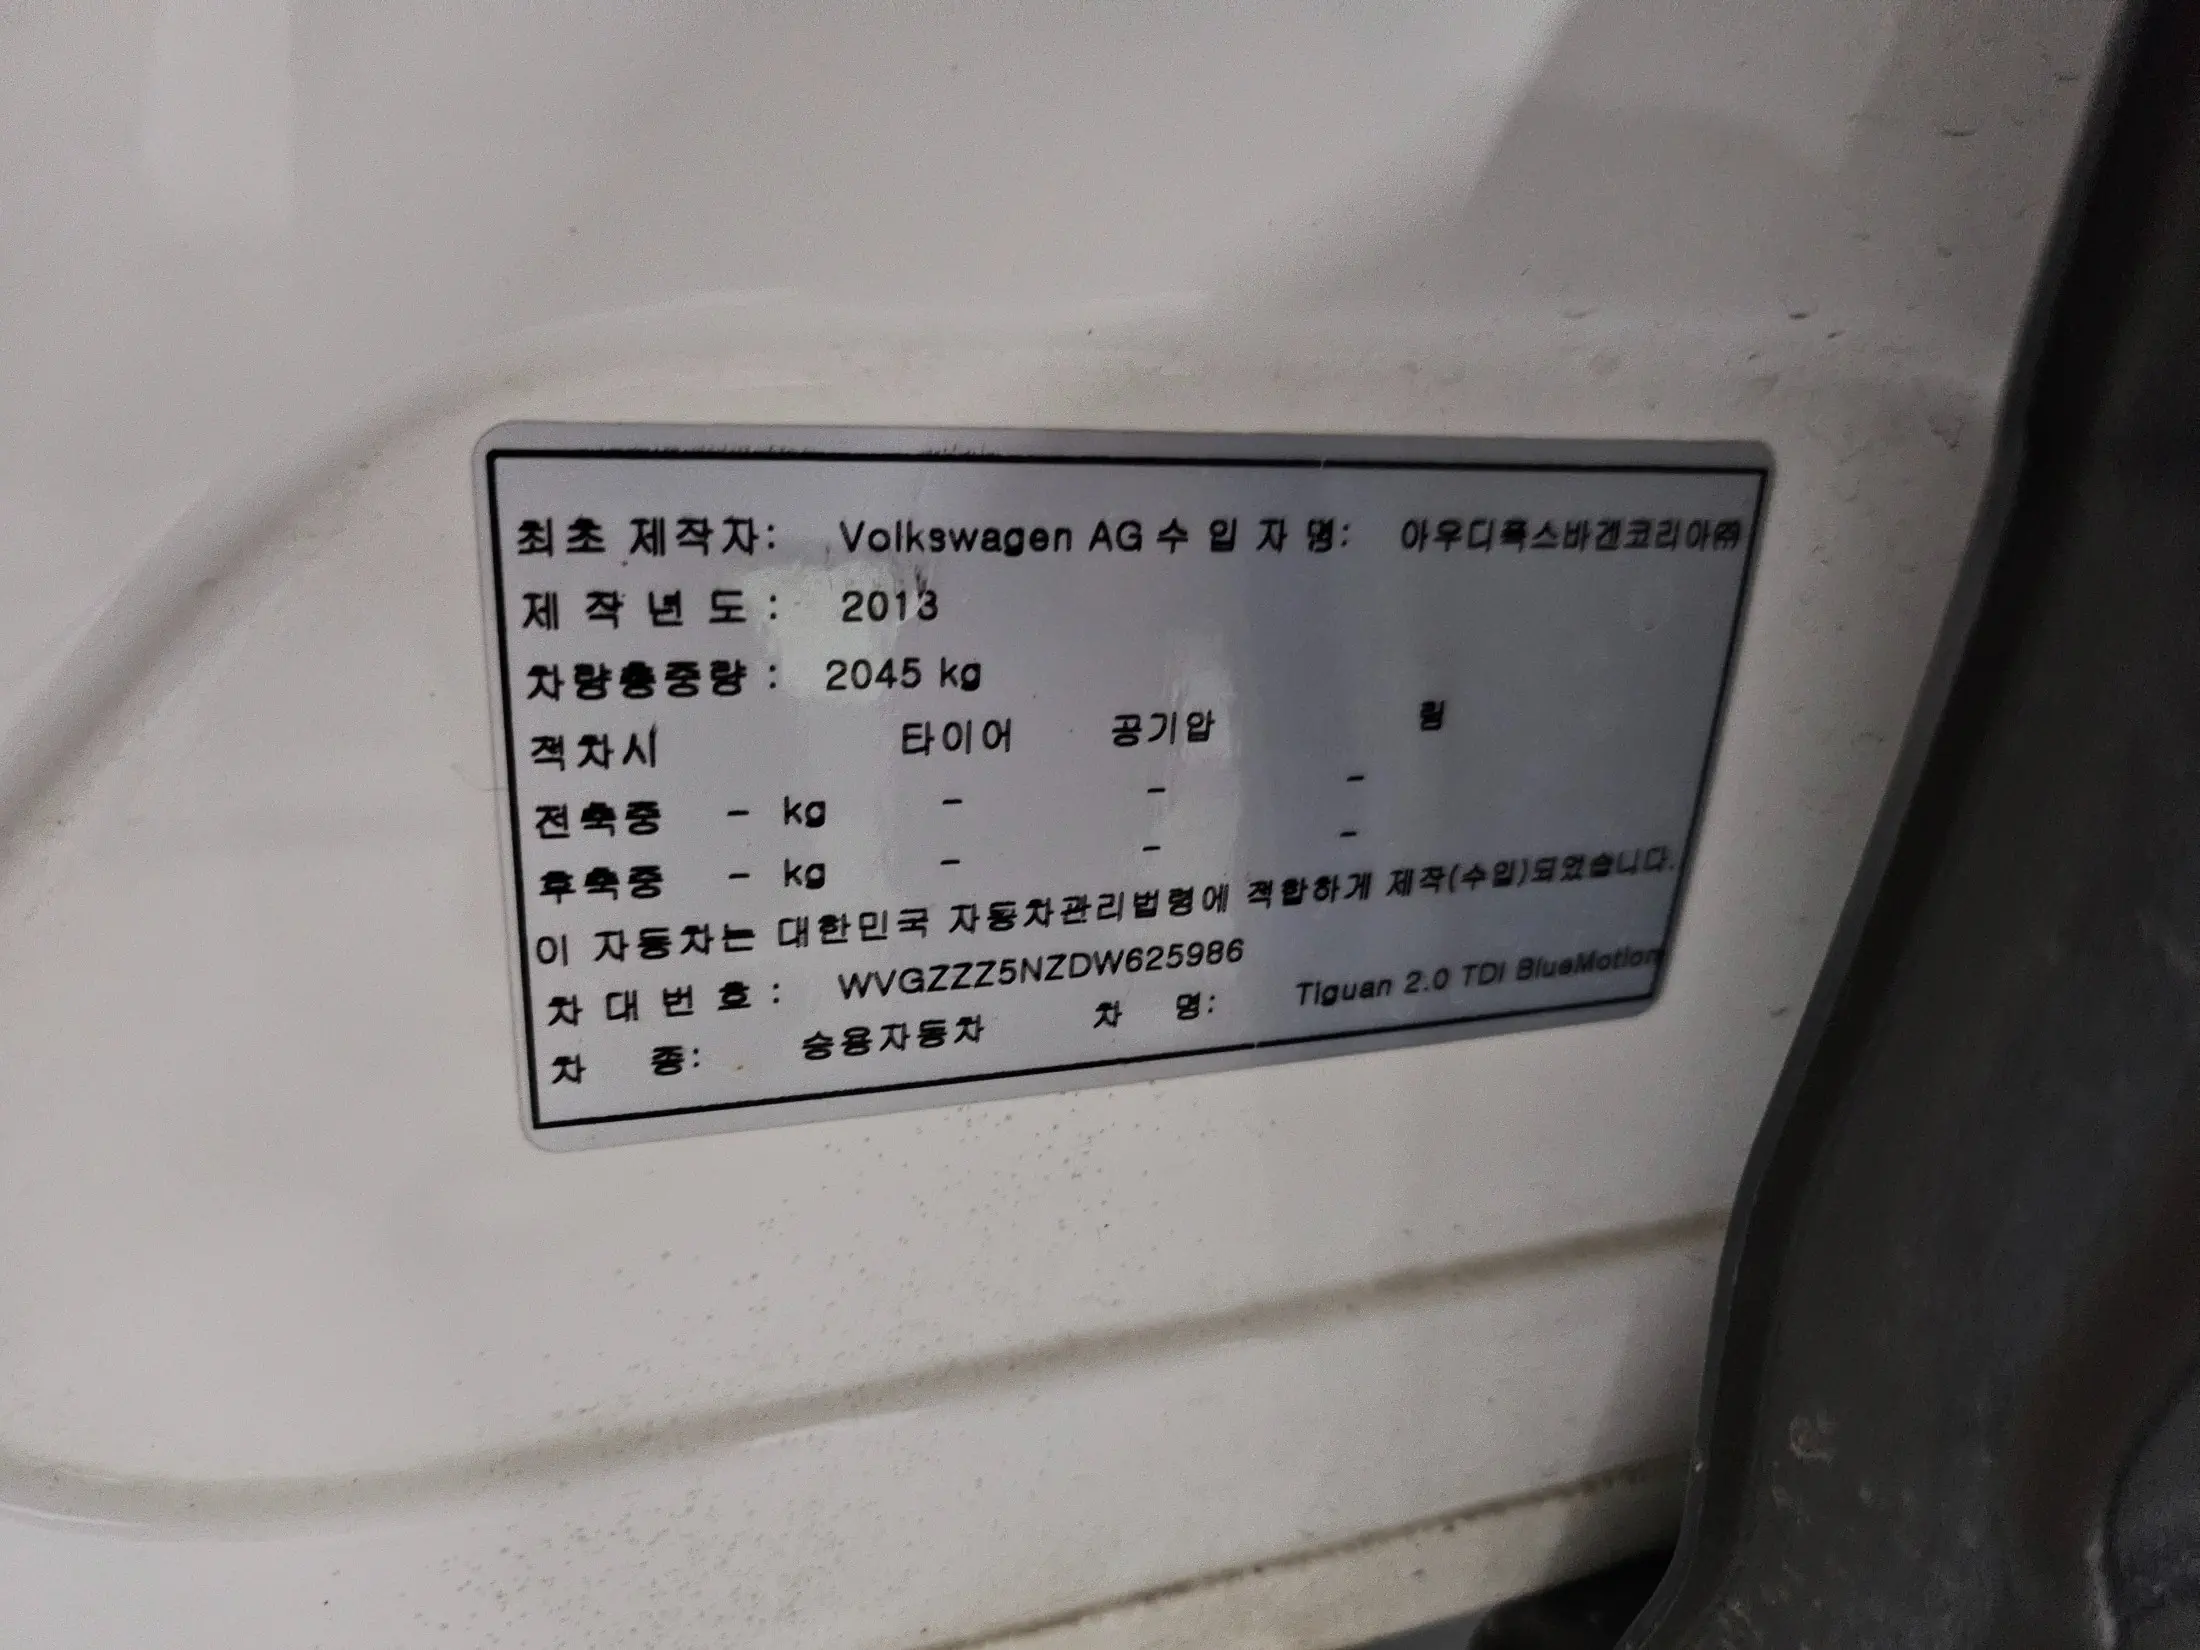 최초 제작자: Volkswagen AG 수 입 자 명: 아우디폭스바겐코리아㈜
제 작 년 도 : 2013
차량총중량 : 2045 kg
적차시 타이어 공기압 림
전축중 - kg - - -
후축중 - kg - - -
이 자동차는 대한민국 자동차관리법령에 적합하게 제작(수입)되었습니다.
차 대 번 호 : WVGZZZ5NZDW625986
차 종: 승용자동차 차 명: Tiguan 2.0 TDI BlueMotion